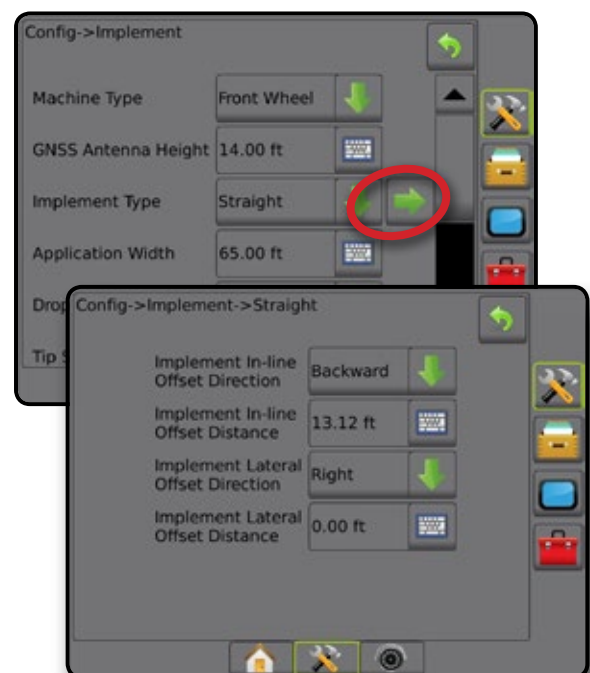 Config->Implement
Machine Type Front Wheel
GNSS Antenna Height 14.00 ft
Implement Type Straight
Application Width 65.00 ft
Config->Implement->Straight
Implement In-line
Offset Direction Backward
Implement In-line
Offset Distance 13.12 ft
Implement Lateral
Offset Direction Right
Implement Lateral
Offset Distance 0.00 ft
Tip